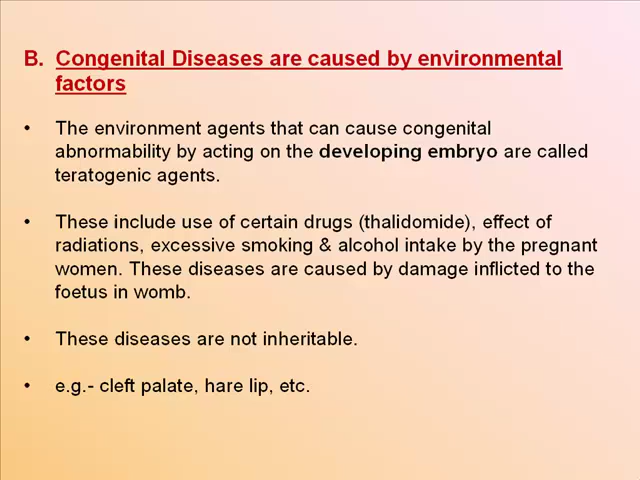 B. Congenital Diseases are caused by environmental
factors
• The environment agents that can cause congenital
abnormability by acting on the developing embryo are called
teratogenic agents.
• These include use of certain drugs (thalidomide), effect of
radiations, excessive smoking & alcohol intake by the pregnant
women. These diseases are caused by damage inflicted to the
foetus in womb.
• These diseases are not inheritable.
• e.g.- cleft palate, hare lip, etc.